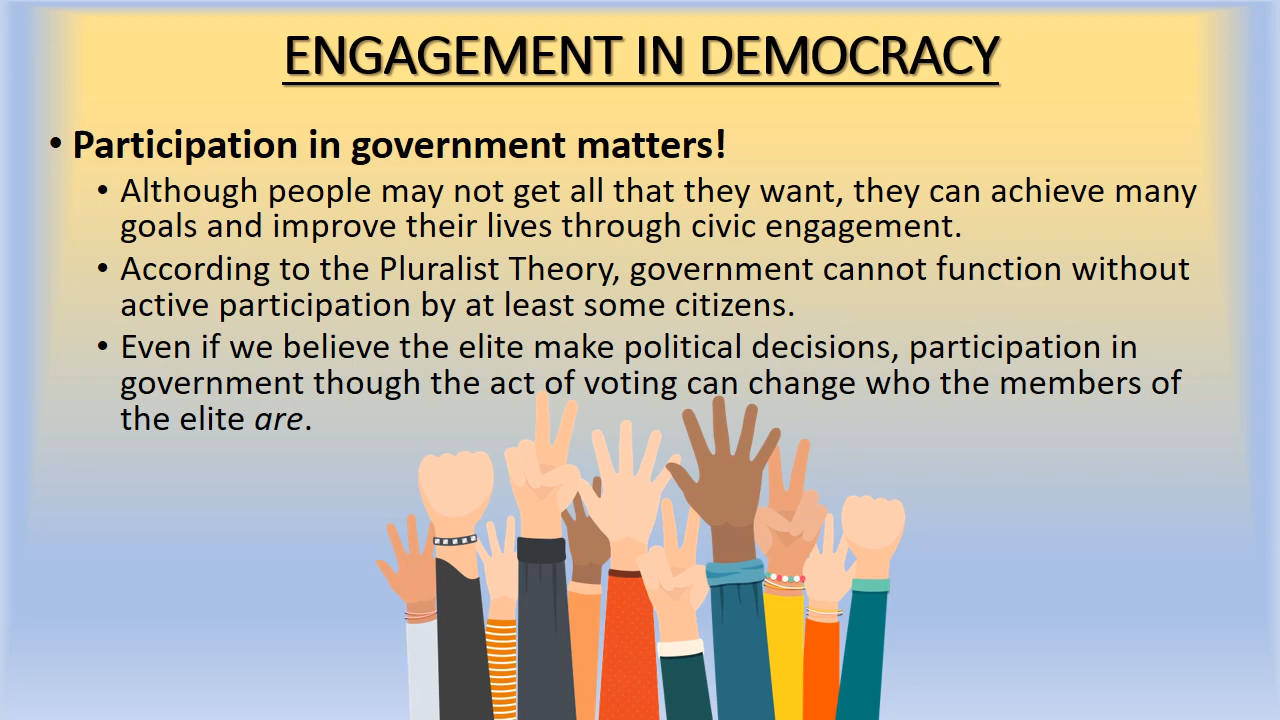 ENGAGEMENT IN DEMOCRACY
• Participation in government matters!
• Although people may not get all that they want, they can achieve many
goals and improve their lives through civic engagement.
• According to the Pluralist Theory, government cannot function without
active participation by at least some citizens.
• Even if we believe the elite make political decisions, participation in
government though the act of voting can change who the members of
the elite are.